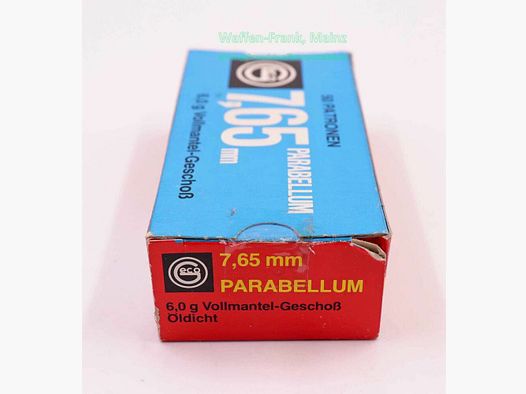 Waffen-Frank, Mainz
50 PATRONEN
7,65 mm
PARABELLUM
6,0 g Vollmantel-Geschoß
Geco
7,65 mm
PARABELLUM
6,0 g Vollmantel-Geschoß
Öldicht